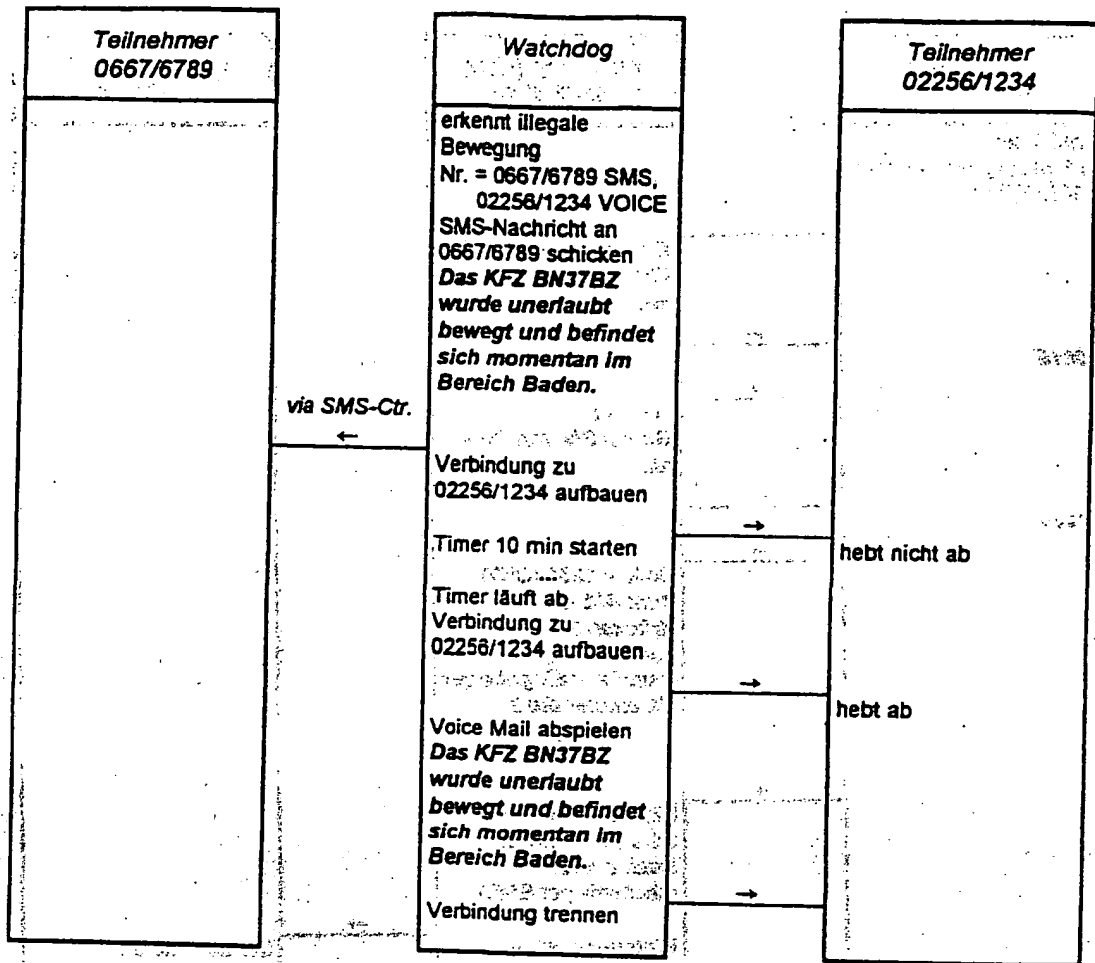 Teilnehmer
0667/6789
Watchdog
Teilnehmer
02256/1234
erkennt illegale
Bewegung
Nr. = 0667/6789 SMS,
02256/1234 VOICE
SMS-Nachricht an
0667/6789 schicken
Das KFZ BN37BZ
wurde unerlaubt
bewegt und befindet
sich momentan im
Bereich Baden.
via SMS-Ctr.
←
Verbindung zu
02256/1234 aufbauen
→
Timer 10 min starten
hebt nicht ab
Timer läuft ab
Verbindung zu
02256/1234 aufbauen
→
hebt ab
Voice Mail abspielen
Das KFZ BN37BZ
wurde unerlaubt
bewegt und befindet
sich momentan im
Bereich Baden.
→
Verbindung trennen